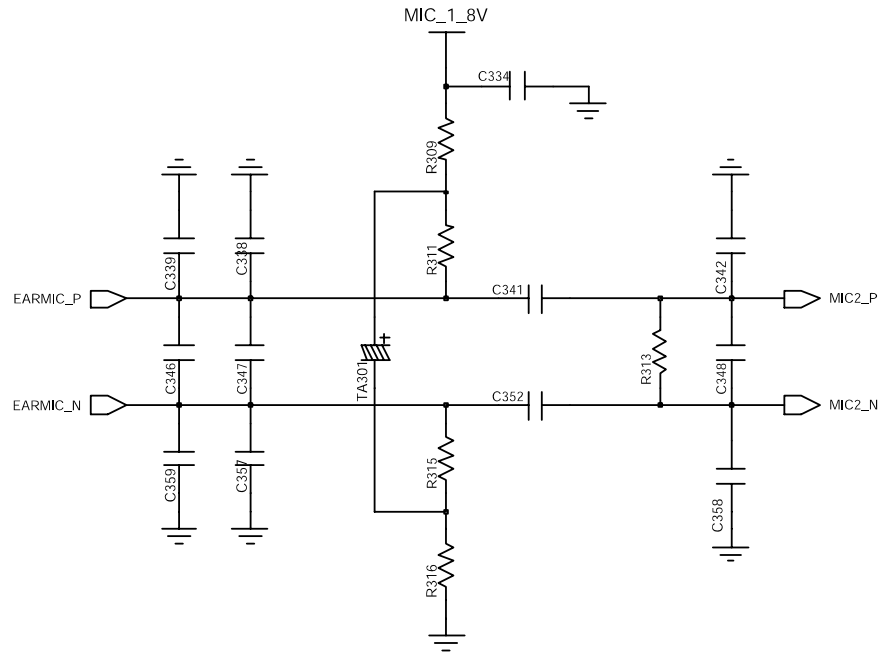 MIC_1_8V
C334
R309
C339
C338
R311
C342
EARMIC_P
C341
MIC2_P
+
C346
C347
TA301
R313
C348
EARMIC_N
C352
MIC2_N
C359
C357
R315
C358
R316